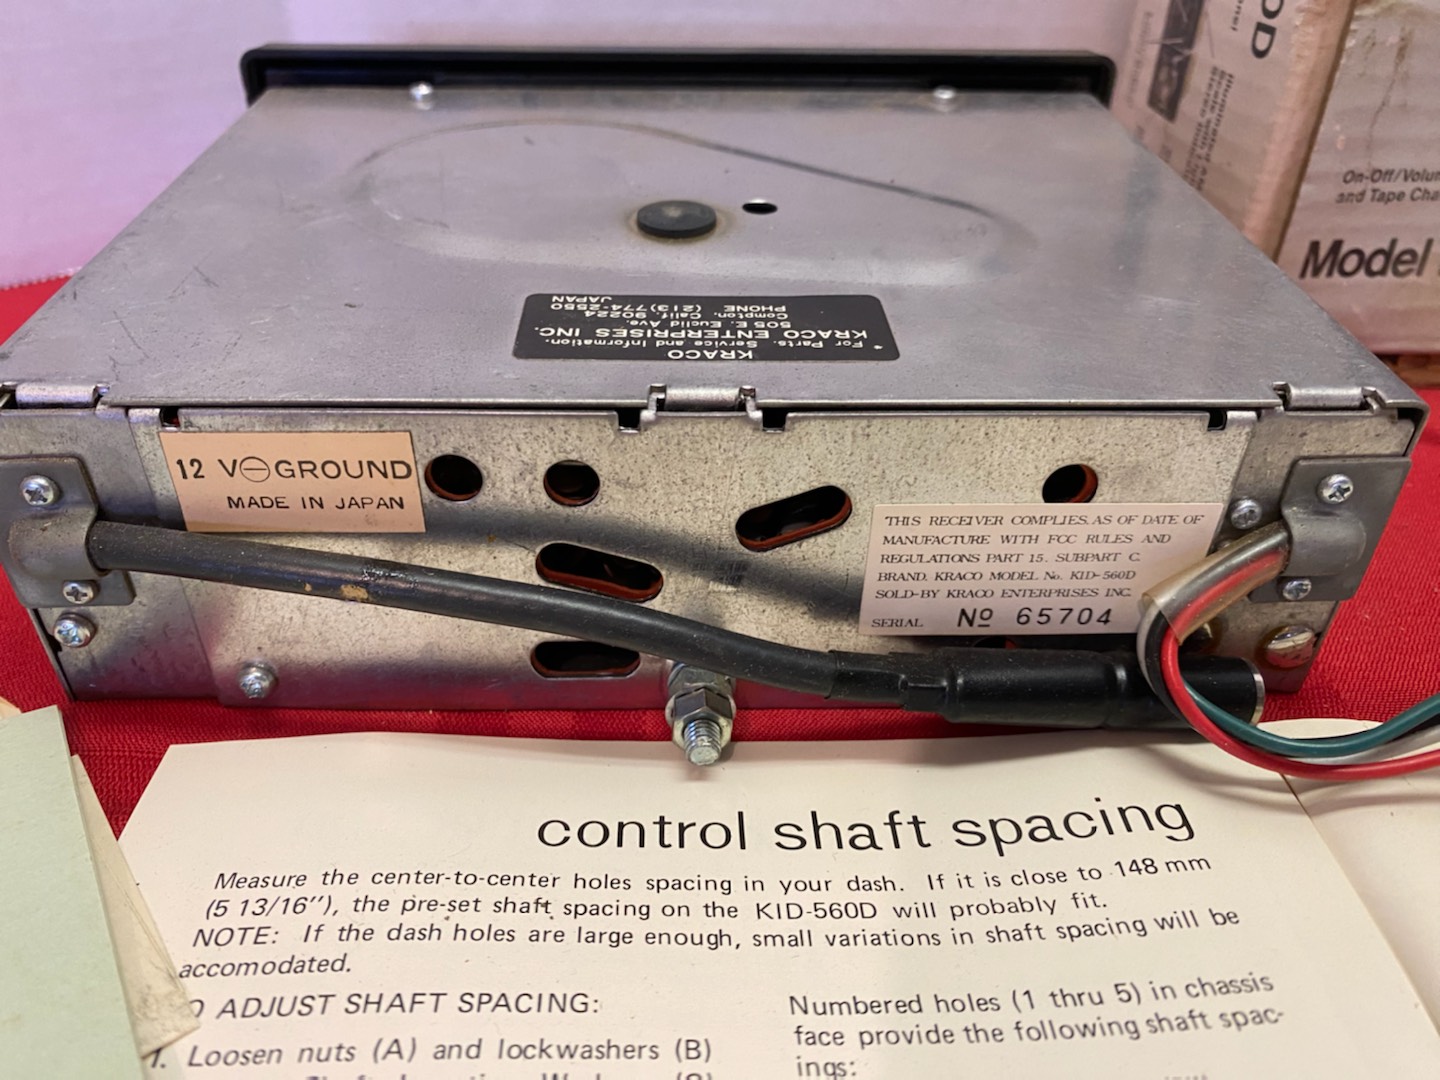 OD
On-Off/Volu
and Tape Cha
Model
KRACO
* For Parts, Service and Information.
KRACO ENTERPRISES INC.
505 E. Euclid Ave.
Compton, Calif. 90224
PHONE (213)774-2550
JAPAN
12 V⊖GROUND
MADE IN JAPAN
THIS RECEIVER COMPLIES, AS OF DATE OF
MANUFACTURE WITH FCC RULES AND
REGULATIONS PART 15. SUBPART C.
BRAND. KRACO MODEL No. KID-560D
SOLD-BY KRACO ENTERPRISES INC.
SERIAL № 65704
control shaft spacing
Measure the center-to-center holes spacing in your dash. If it is close to 148 mm
(5 13/16"), the pre-set shaft spacing on the KID-560D will probably fit.
NOTE: If the dash holes are large enough, small variations in shaft spacing will be
accomodated.
O ADJUST SHAFT SPACING:
1. Loosen nuts (A) and lockwashers (B)
Numbered holes (1 thru 5) in chassis
face provide the following shaft spac-
ings: